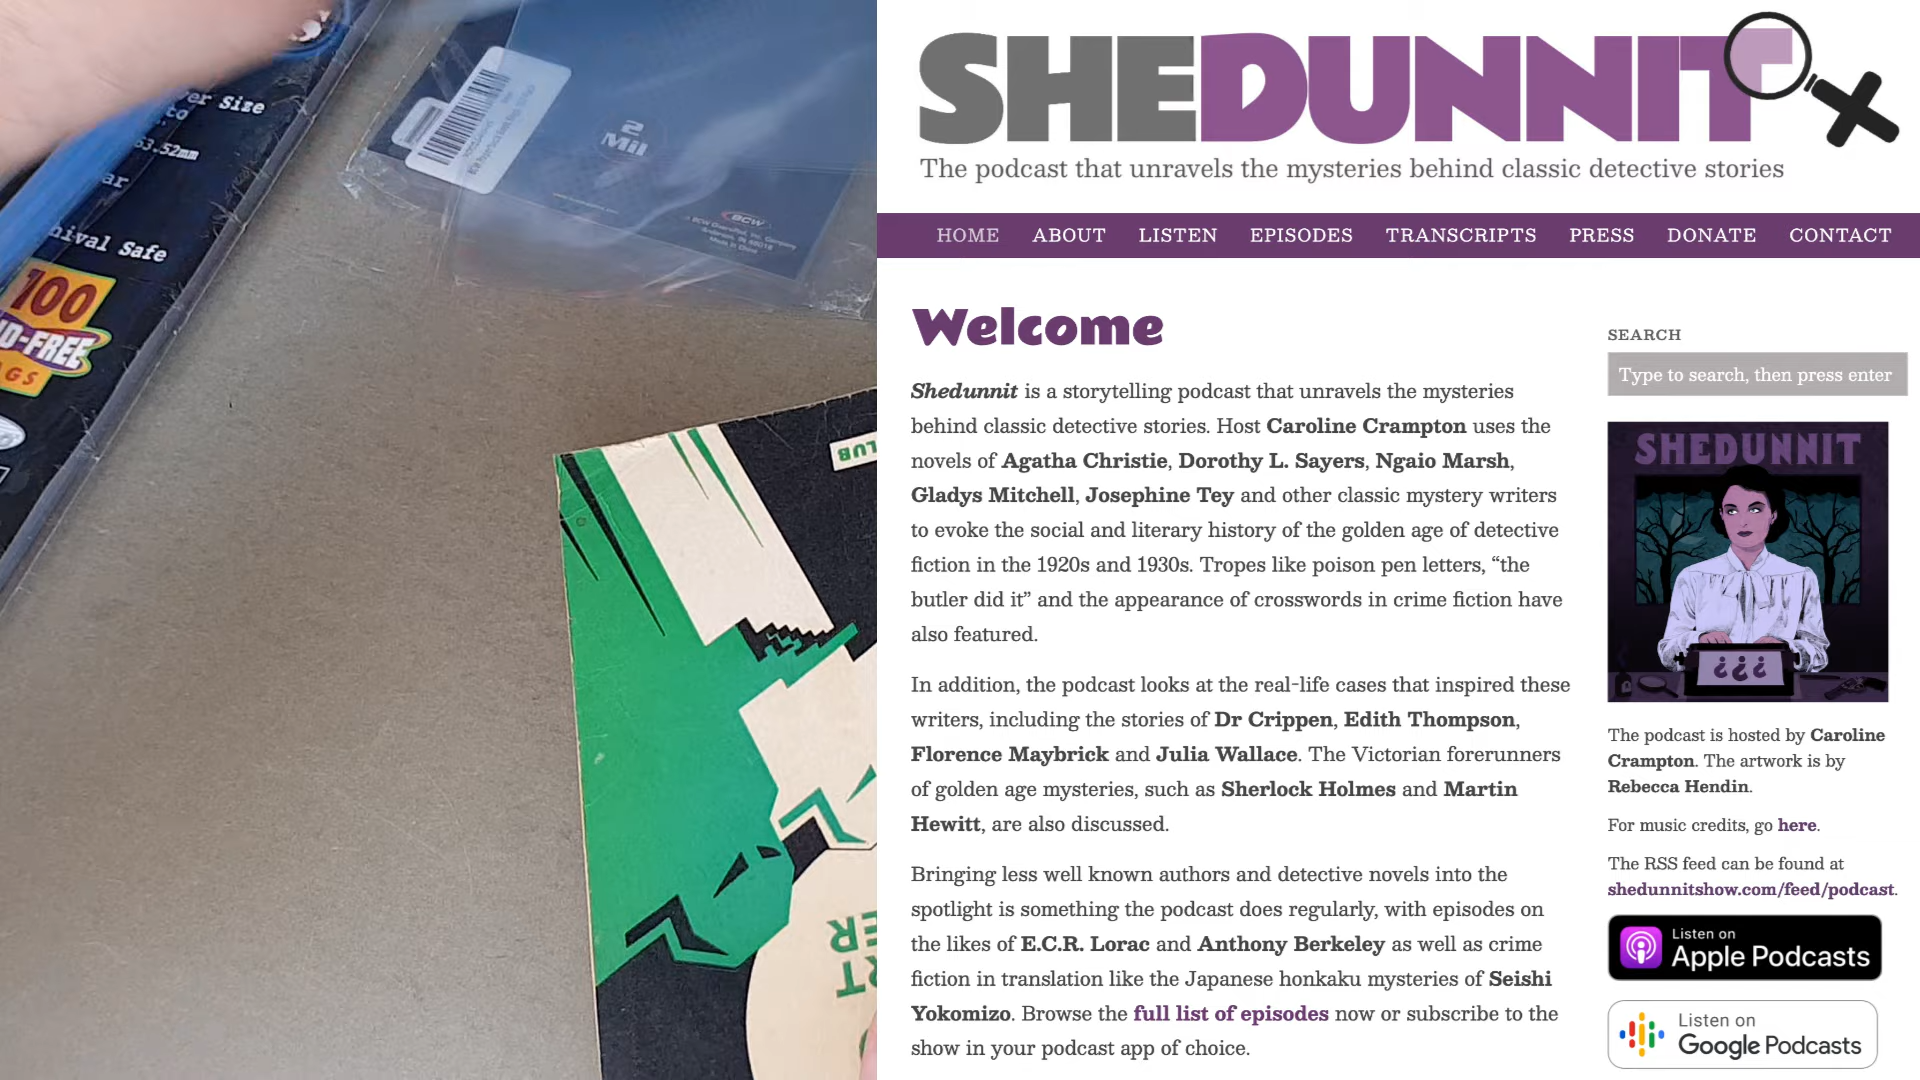 ver Size
to
63.52mm
ar
hival Safe
100
ID-FREE
AGS
2
Mil
BCW
LUB
SHEDUNNIT
The podcast that unravels the mysteries behind classic detective stories
HOME ABOUT LISTEN EPISODES TRANSCRIPTS PRESS DONATE CONTACT
Welcome
Shedunnit is a storytelling podcast that unravels the mysteries
behind classic detective stories. Host Caroline Crampton uses the
novels of Agatha Christie, Dorothy L. Sayers, Ngaio Marsh,
Gladys Mitchell, Josephine Tey and other classic mystery writers
to evoke the social and literary history of the golden age of detective
fiction in the 1920s and 1930s. Tropes like poison pen letters, “the
butler did it” and the appearance of crosswords in crime fiction have
also featured.
In addition, the podcast looks at the real-life cases that inspired these
writers, including the stories of Dr Crippen, Edith Thompson,
Florence Maybrick and Julia Wallace. The Victorian forerunners
of golden age mysteries, such as Sherlock Holmes and Martin
Hewitt, are also discussed.
Bringing less well known authors and detective novels into the
spotlight is something the podcast does regularly, with episodes on
the likes of E.C.R. Lorac and Anthony Berkeley as well as crime
fiction in translation like the Japanese honkaku mysteries of Seishi
Yokomizo. Browse the full list of episodes now or subscribe to the
show in your podcast app of choice.
SEARCH
Type to search, then press enter
SHEDUNNIT
¿¿¿
The podcast is hosted by Caroline
Crampton. The artwork is by
Rebecca Hendin.
For music credits, go here.
The RSS feed can be found at
shedunnitshow.com/feed/podcast.
Listen on
Apple Podcasts
Listen on
Google Podcasts